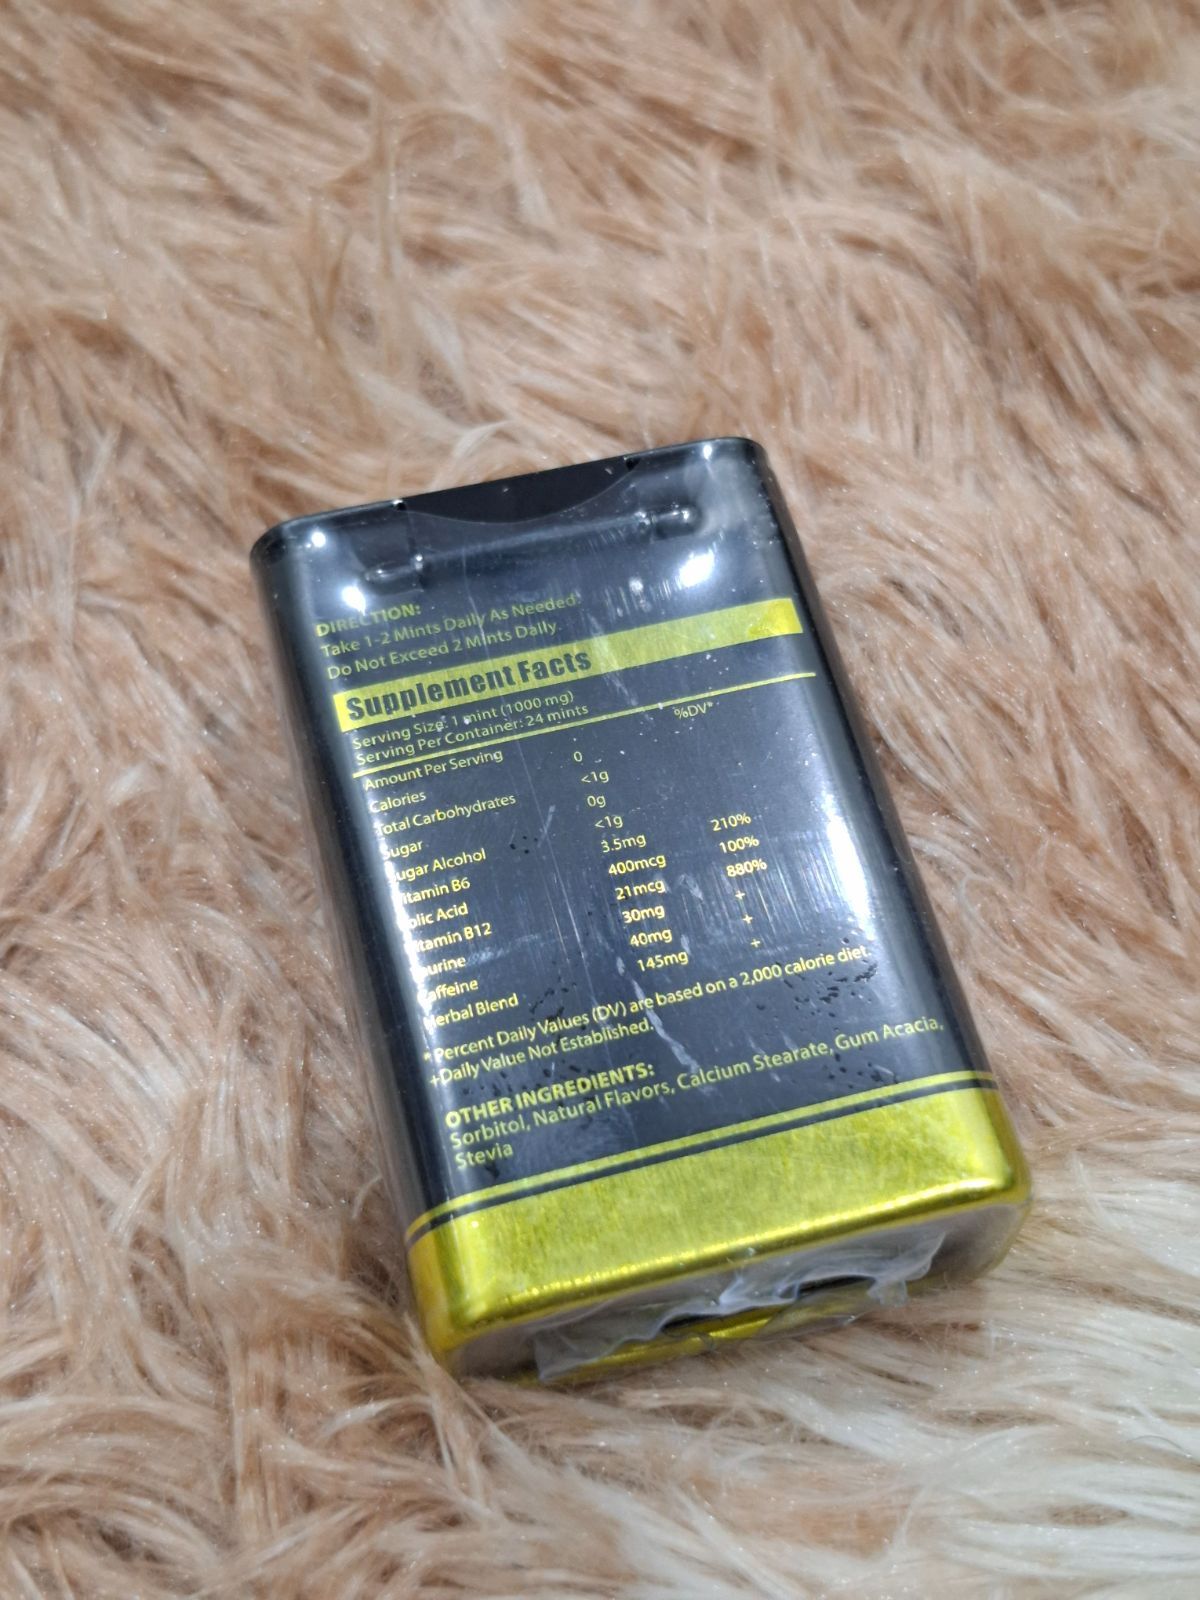 DIRECTION:
Take 1-2 Mints Daily As Needed.
Do Not Exceed 2 Mints Daily.
Supplement Facts
Serving Size: 1 mint (1000 mg)
Serving Per Container: 24 mints
Amount Per Serving %DV*
Calories 0
Total Carbohydrates <1g
Sugar 0g
Sugar Alcohol <1g
Vitamin B6 3.5mg 210%
Folic Acid 400mcg 100%
Vitamin B12 21mcg 880%
Taurine 30mg +
Caffeine 40mg +
Herbal Blend 145mg +
* Percent Daily Values (DV) are based on a 2,000 calorie diet.
+Daily Value Not Established.
OTHER INGREDIENTS:
Sorbitol, Natural Flavors, Calcium Stearate, Gum Acacia,
Stevia